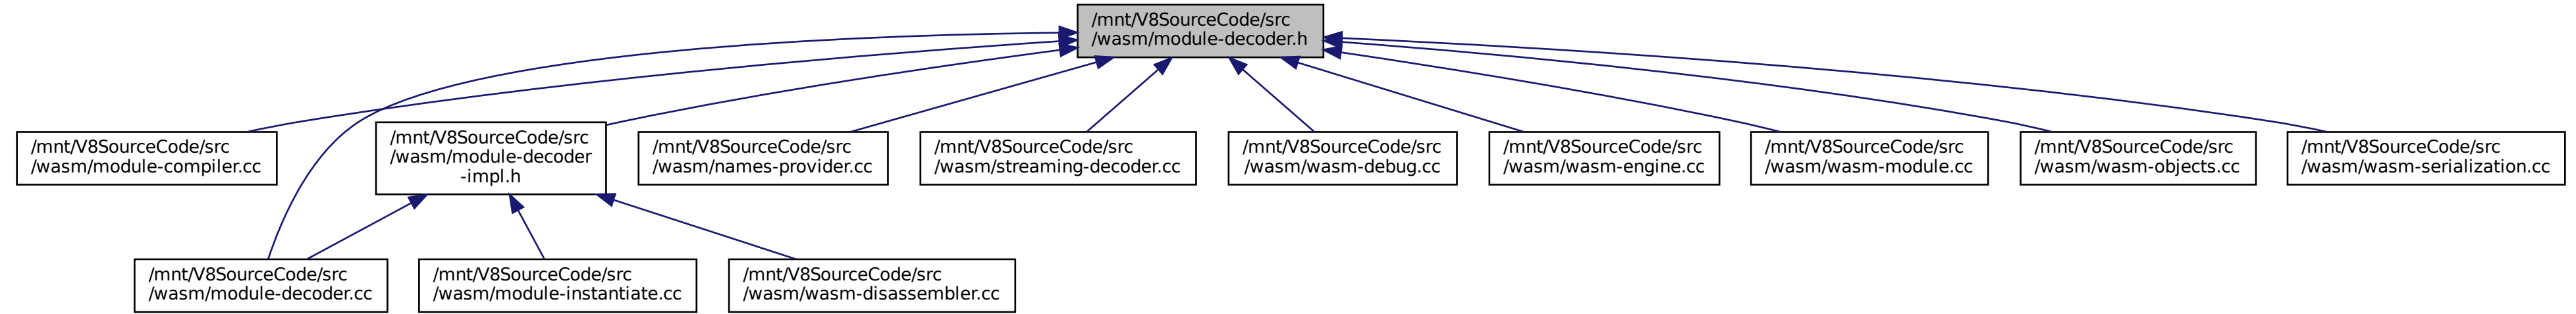 /mnt/V8SourceCode/src
/wasm/module-decoder.h
/mnt/V8SourceCode/src
/wasm/module-compiler.cc
/mnt/V8SourceCode/src
/wasm/module-decoder
-impl.h
/mnt/V8SourceCode/src
/wasm/names-provider.cc
/mnt/V8SourceCode/src
/wasm/streaming-decoder.cc
/mnt/V8SourceCode/src
/wasm/wasm-debug.cc
/mnt/V8SourceCode/src
/wasm/wasm-engine.cc
/mnt/V8SourceCode/src
/wasm/wasm-module.cc
/mnt/V8SourceCode/src
/wasm/wasm-objects.cc
/mnt/V8SourceCode/src
/wasm/wasm-serialization.cc
/mnt/V8SourceCode/src
/wasm/module-decoder.cc
/mnt/V8SourceCode/src
/wasm/module-instantiate.cc
/mnt/V8SourceCode/src
/wasm/wasm-disassembler.cc